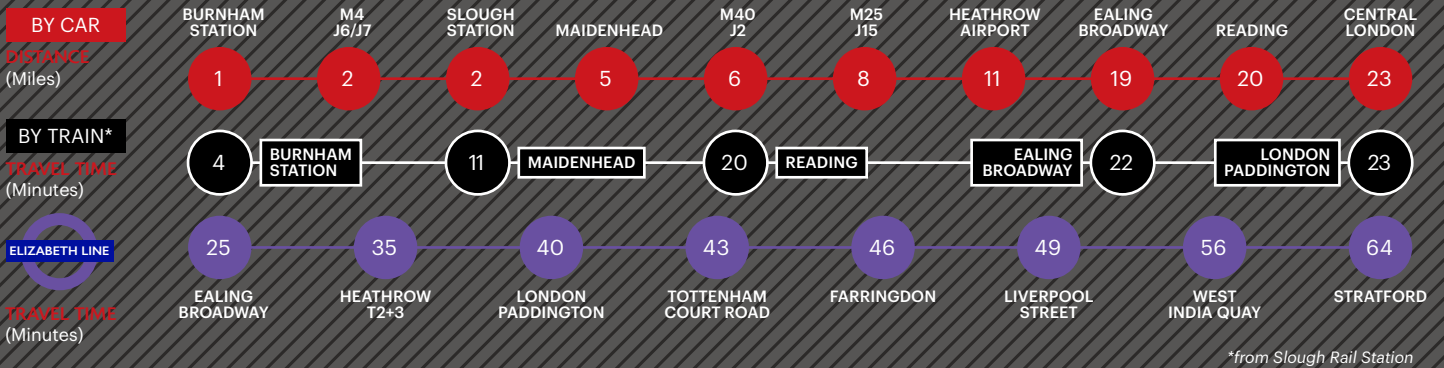 BY CAR
DISTANCE
(Miles)
BURNHAM
STATION
M4
J6/J7
SLOUGH
STATION
MAIDENHEAD
M40
J2
M25
J15
HEATHROW
AIRPORT
EALING
BROADWAY
READING
CENTRAL
LONDON
1
2
2
5
6
8
11
19
20
23
BY TRAIN*
TRAVEL TIME
(Minutes)
4
BURNHAM
STATION
11
MAIDENHEAD
20
READING
EALING
BROADWAY
22
LONDON
PADDINGTON
23
ELIZABETH LINE
TRAVEL TIME
(Minutes)
25
35
40
43
46
49
56
64
EALING
BROADWAY
HEATHROW
T2+3
LONDON
PADDINGTON
TOTTENHAM
COURT ROAD
FARRINGDON
LIVERPOOL
STREET
WEST
INDIA QUAY
STRATFORD
*from Slough Rail Station